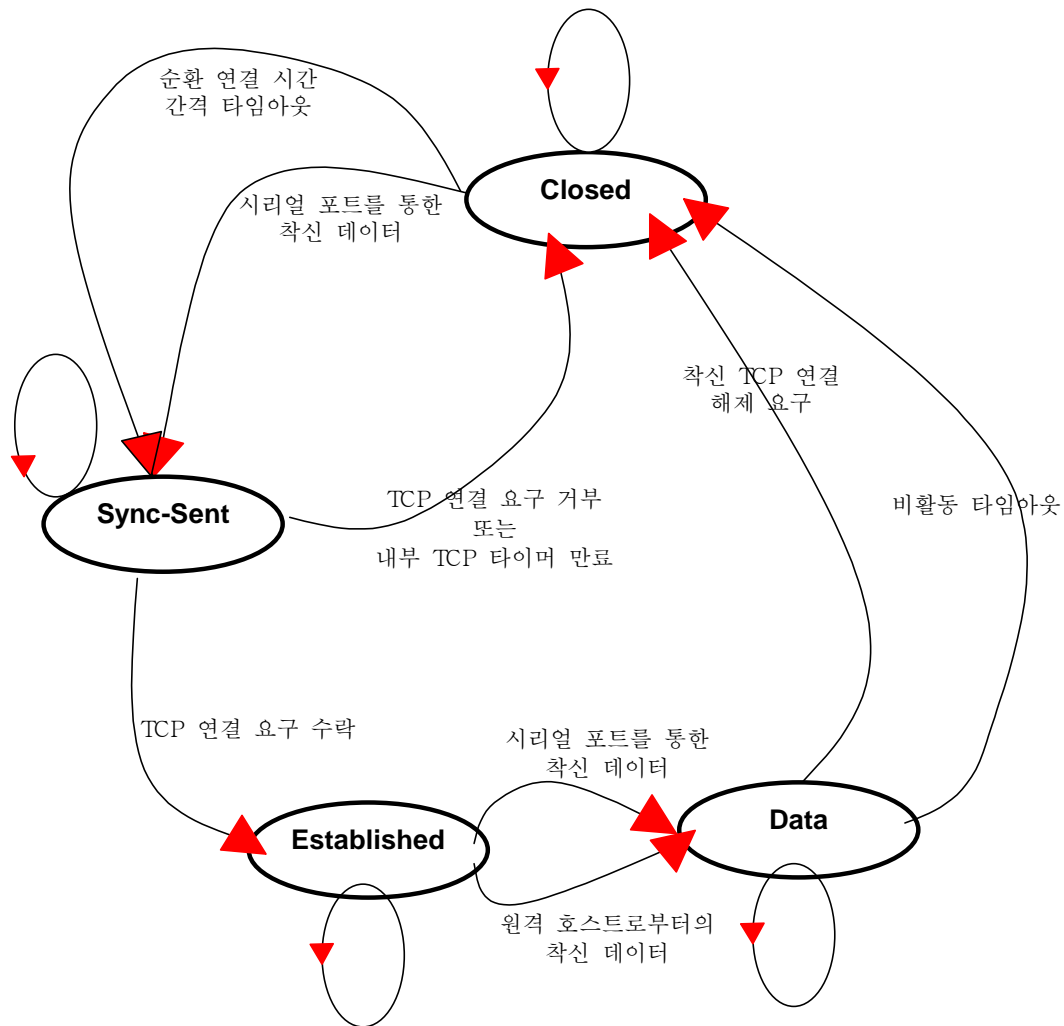 순환 연결 시간
간격 타임아웃
Closed
시리얼 포트를 통한
착신 데이터
착신 TCP 연결
해제 요구
Sync-Sent
TCP 연결 요구 거부
또는
내부 TCP 타이머 만료
비활동 타임아웃
TCP 연결 요구 수락
시리얼 포트를 통한
착신 데이터
Established
Data
원격 호스트로부터의
착신 데이터